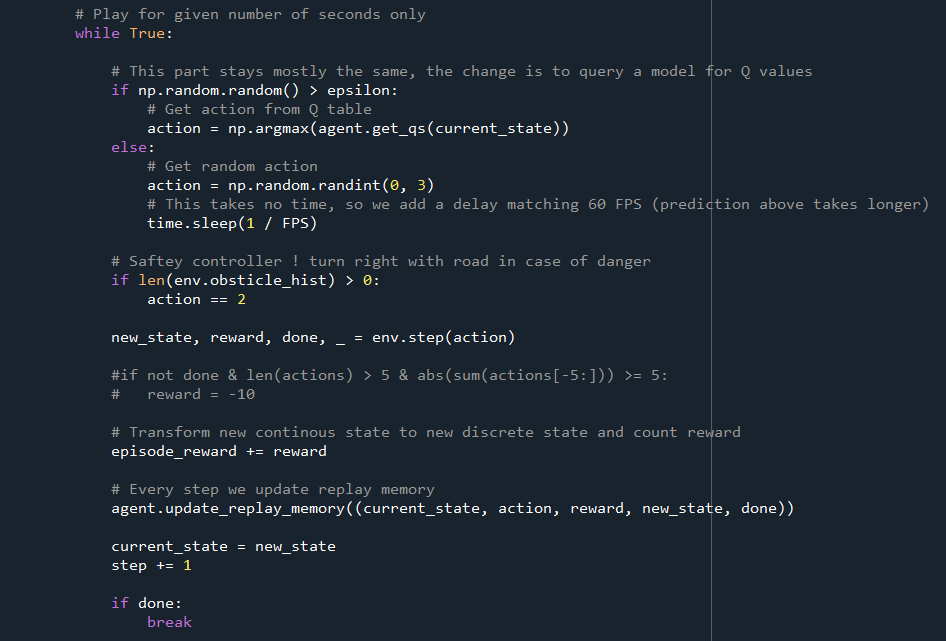 # Play for given number of seconds only
while True:
# This part stays mostly the same, the change is to query a model for Q values
if np.random.random() > epsilon:
# Get action from Q table
action = np.argmax(agent.get_qs(current_state))
else:
# Get random action
action = np.random.randint(0, 3)
# This takes no time, so we add a delay matching 60 FPS (prediction above takes longer)
time.sleep(1 / FPS)
# Saftey controller ! turn right with road in case of danger
if len(env.obsticle_hist) > 0:
action == 2
new_state, reward, done, _ = env.step(action)
#if not done & len(actions) > 5 & abs(sum(actions[-5:])) >= 5:
#   reward = -10
# Transform new continous state to new discrete state and count reward
episode_reward += reward
# Every step we update replay memory
agent.update_replay_memory((current_state, action, reward, new_state, done))
current_state = new_state
step += 1
if done:
break